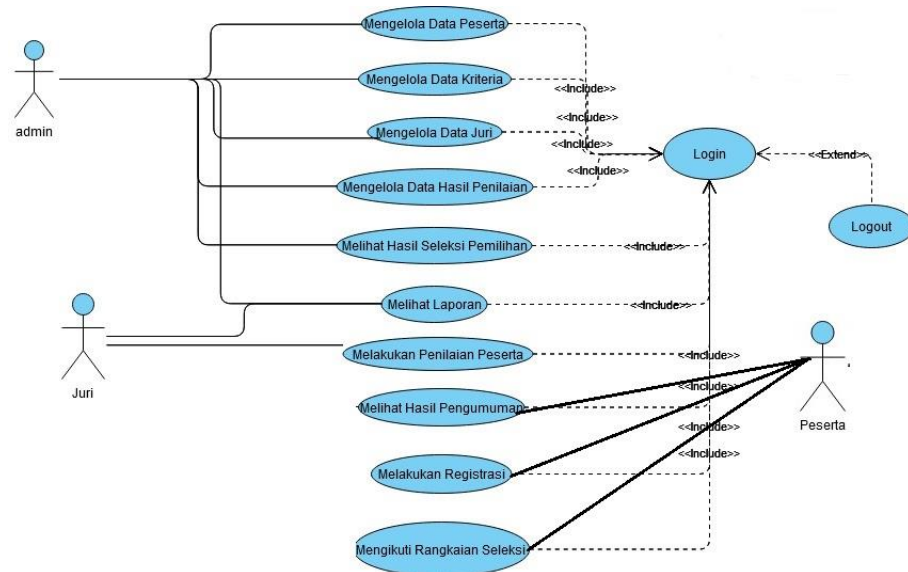 Mengelola Data Peserta
admin
Mengelola Data Kriteria
<<Include>>
<<Include>>
Mengelola Data Juri
<<Include>>
Login
<<Extend>>
Mengelola Data Hasil Penilaian
<<Include>>
Logout
Melihat Hasil Seleksi Pemilihan
<<Include>>
Melihat Laporan
<<Include>>
Juri
Melakukan Penilaian Peserta
<<Include>>
<<Include>>
Melihat Hasil Pengumuman
Peserta
<<Include>>
<<Include>>
Melakukan Registrasi
Mengikuti Rangkaian Seleksi